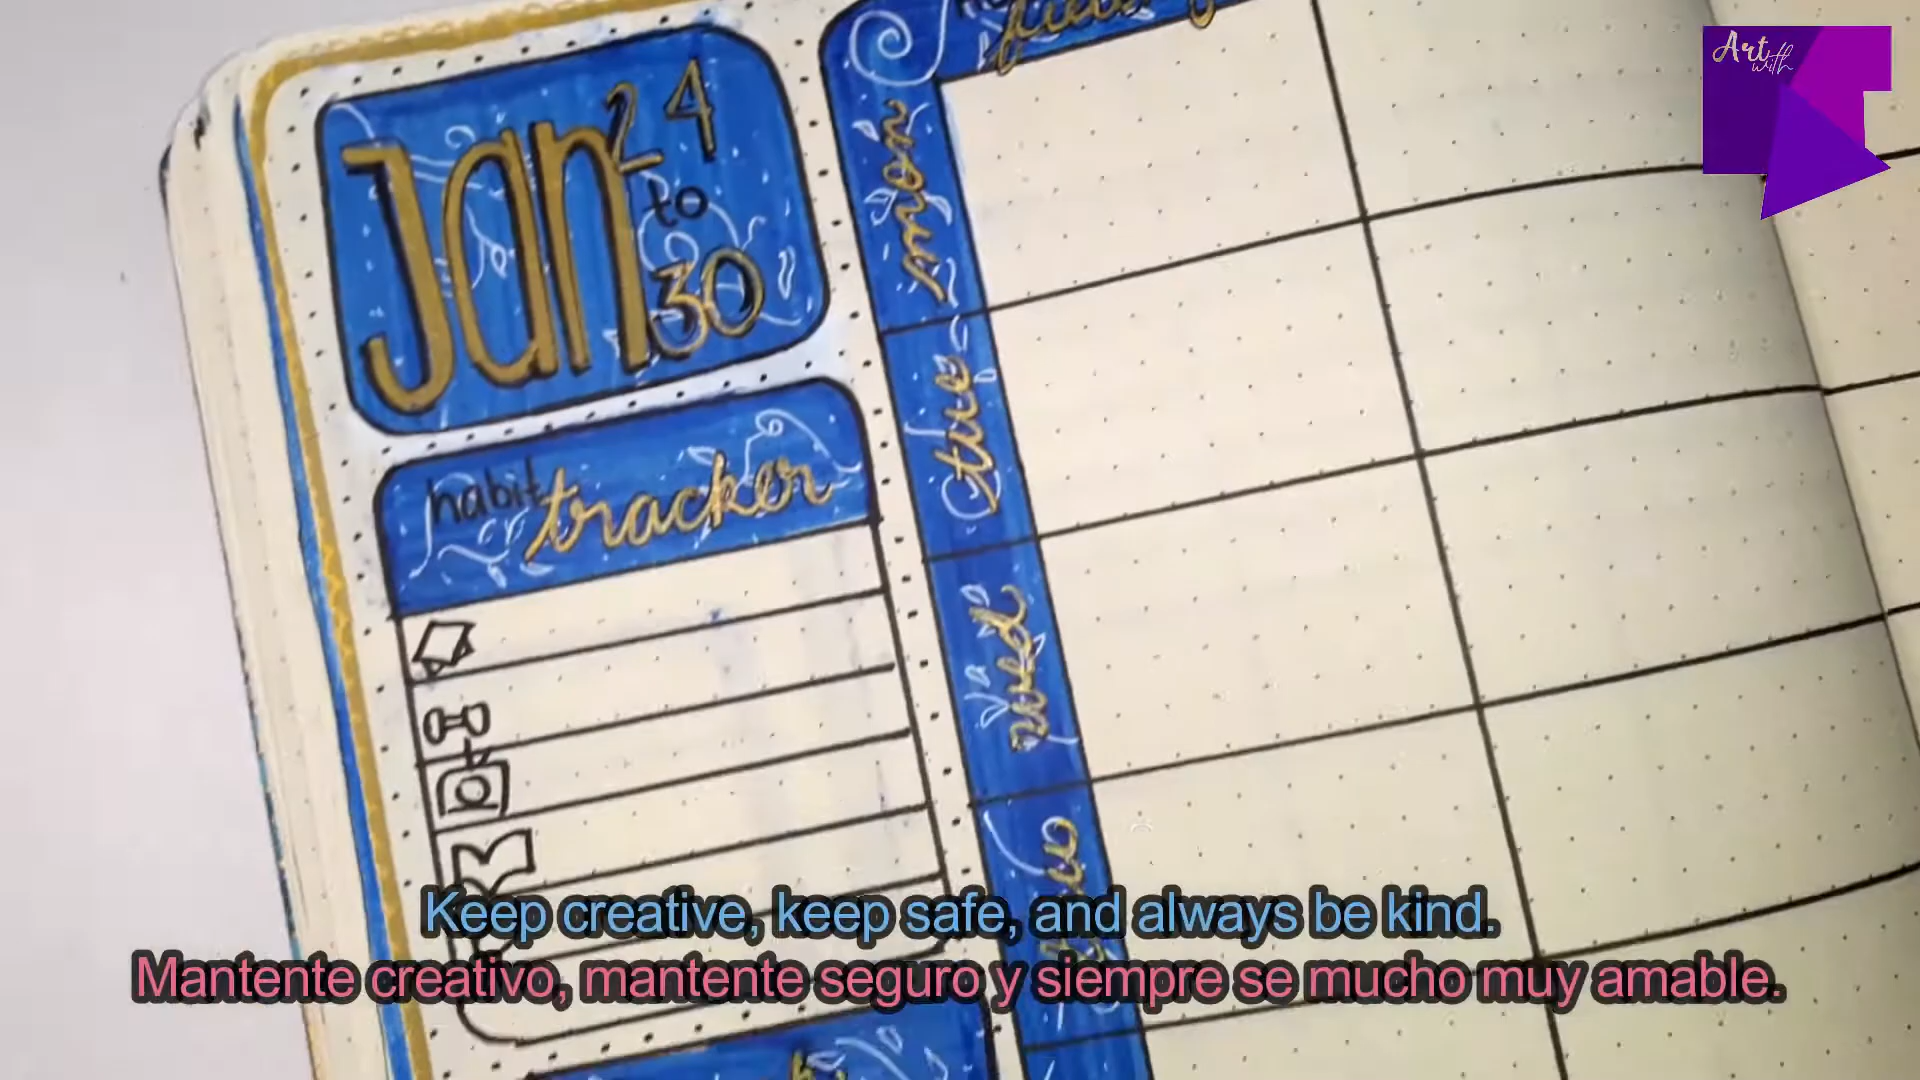 Art
with
Jan 24
to
30
habit tracker
mon
tue
wed
Keep creative, keep safe, and always be kind.
Mantente creativo, mantente seguro y siempre se mucho muy amable.